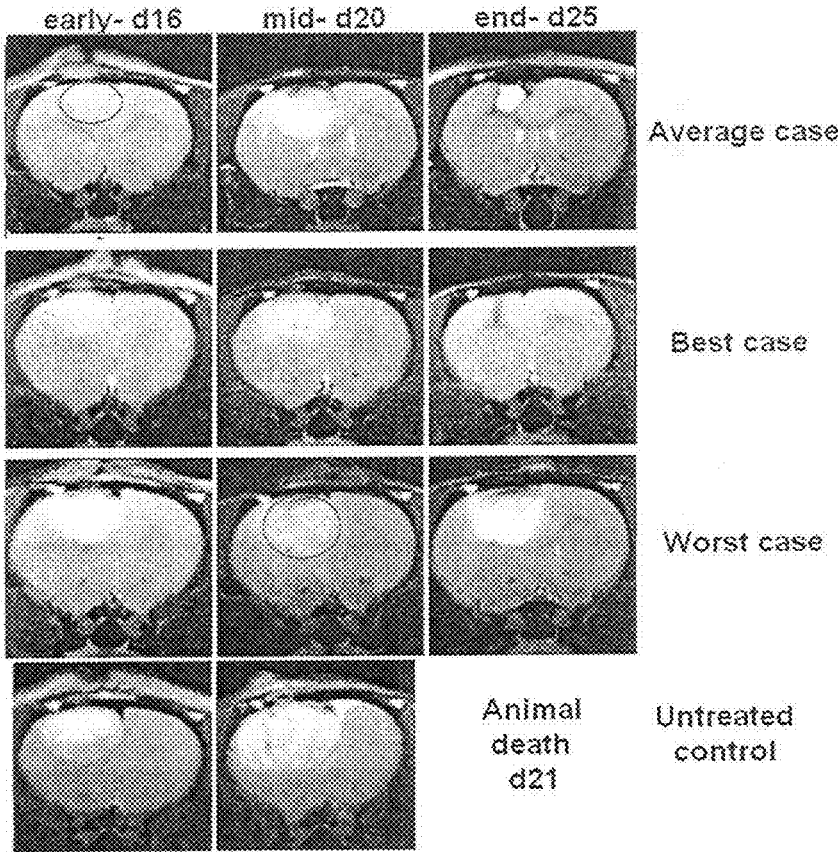 early- d16 mid- d20 end- d25
Average case
Best case
Worst case
Animal
death
d21
Untreated
control